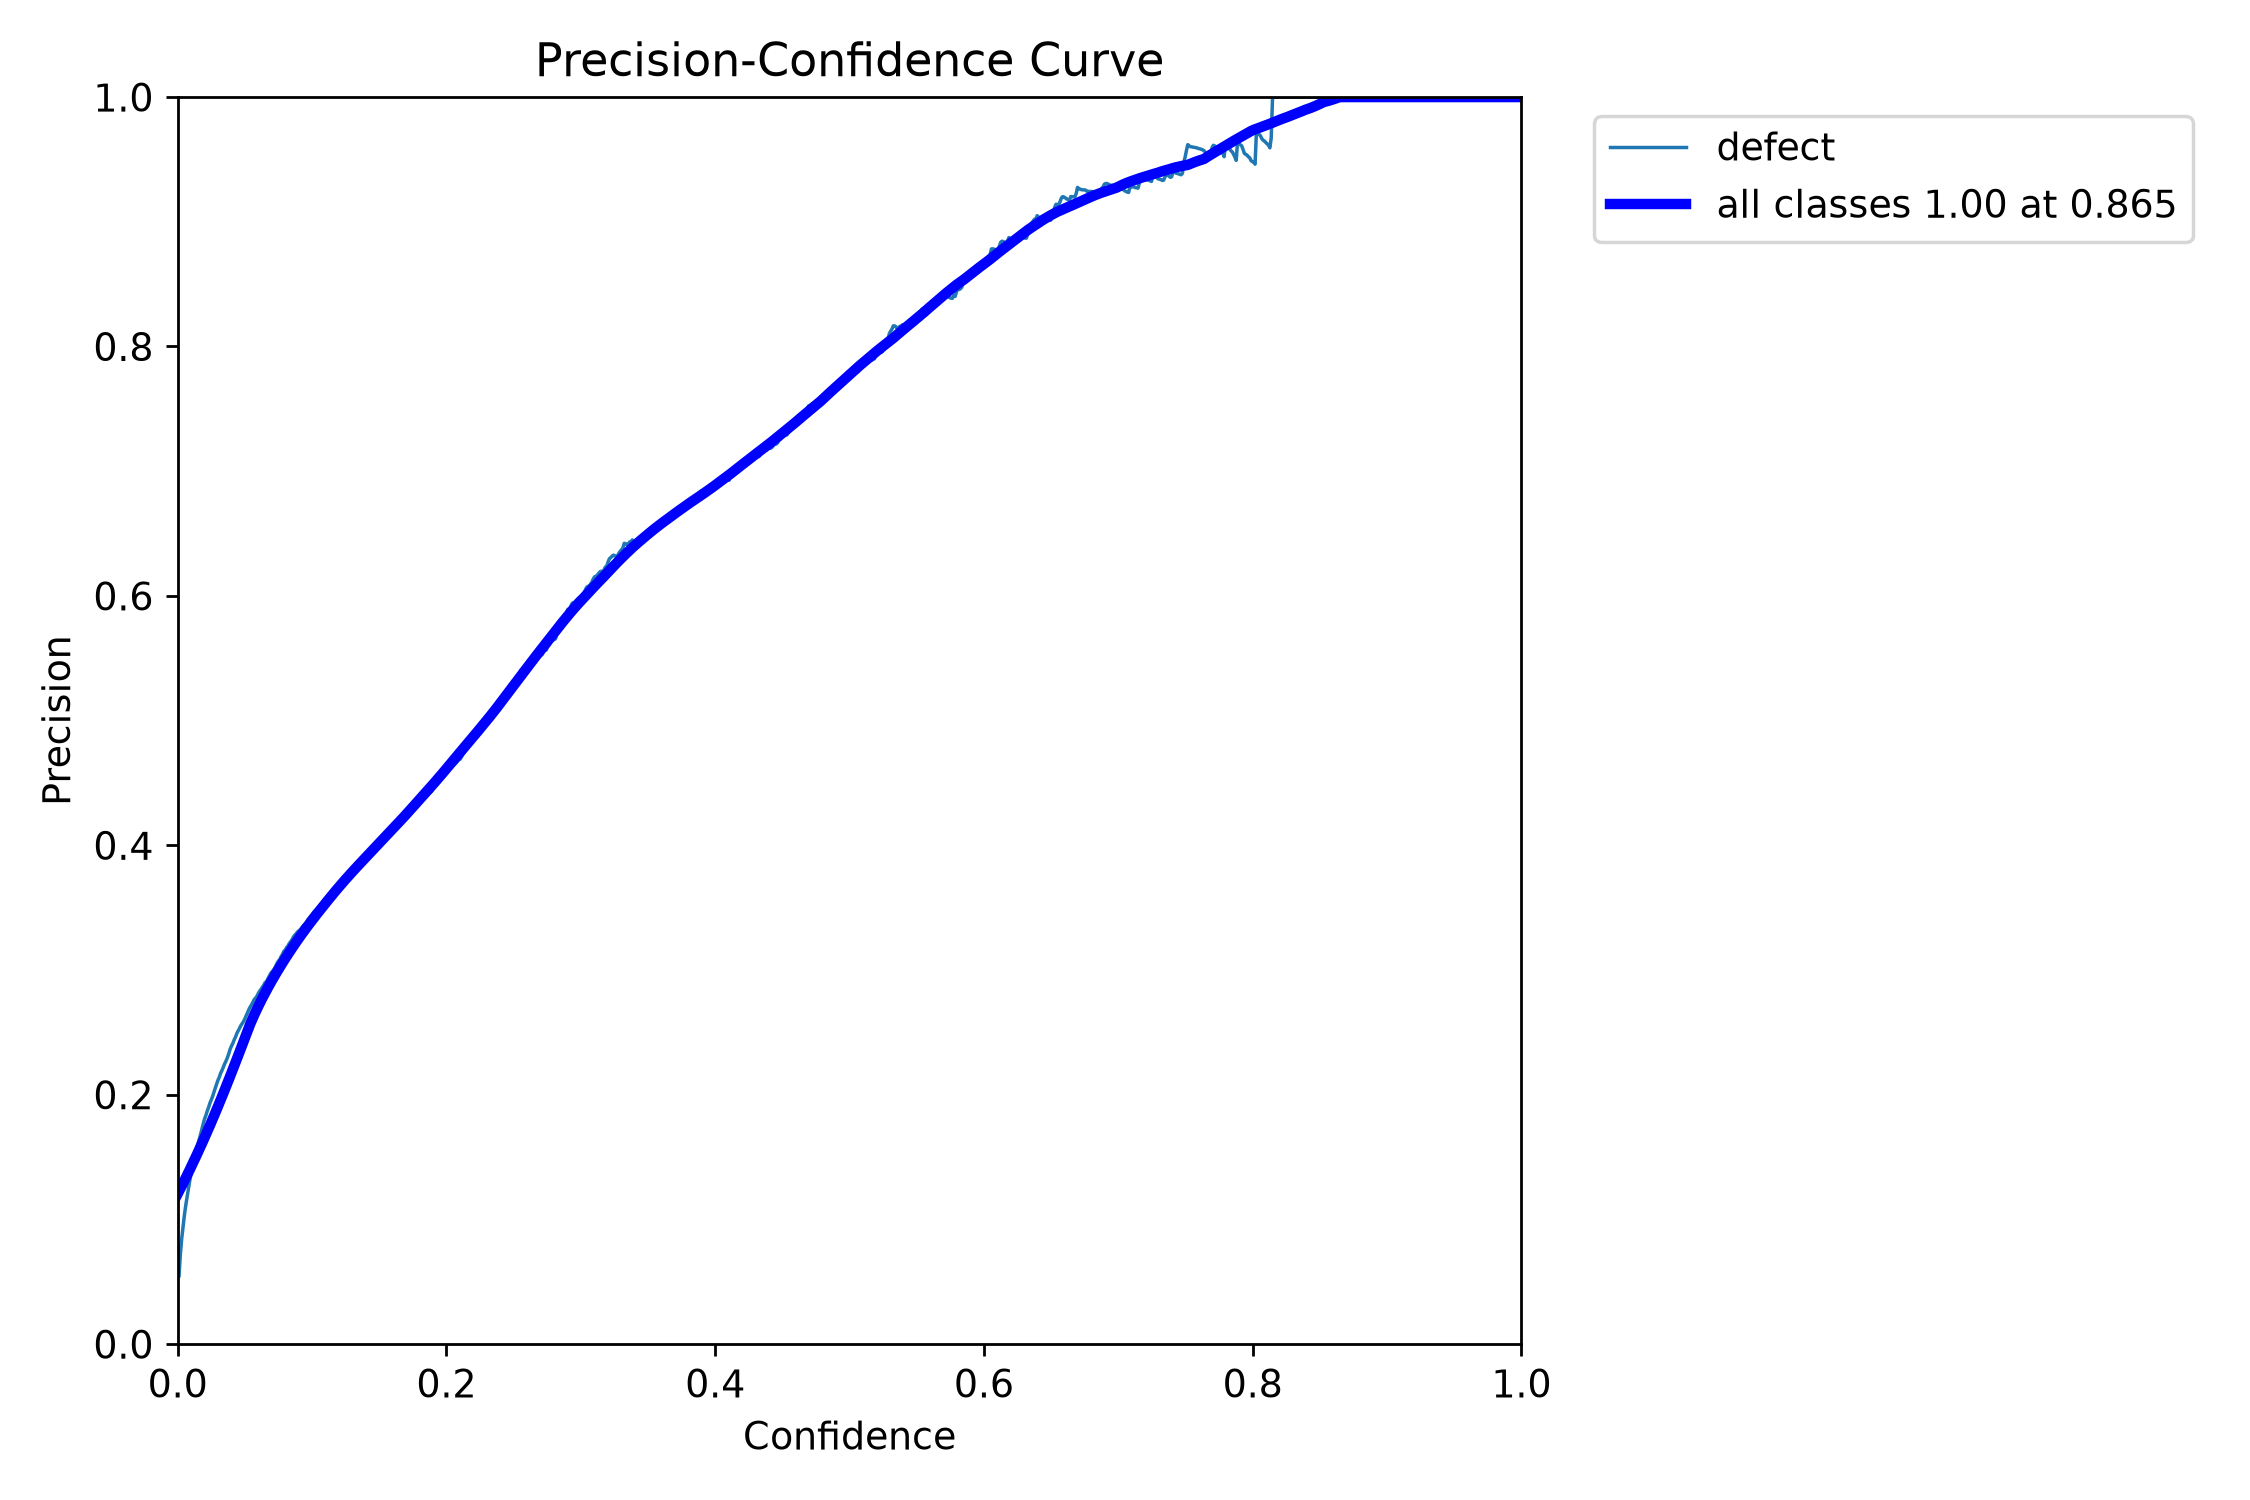 Precision-Confidence Curve
1.0
0.8
0.6
0.4
0.2
0.0
Precision
0.0 0.2 0.4 0.6 0.8 1.0
Confidence
defect
all classes 1.00 at 0.865